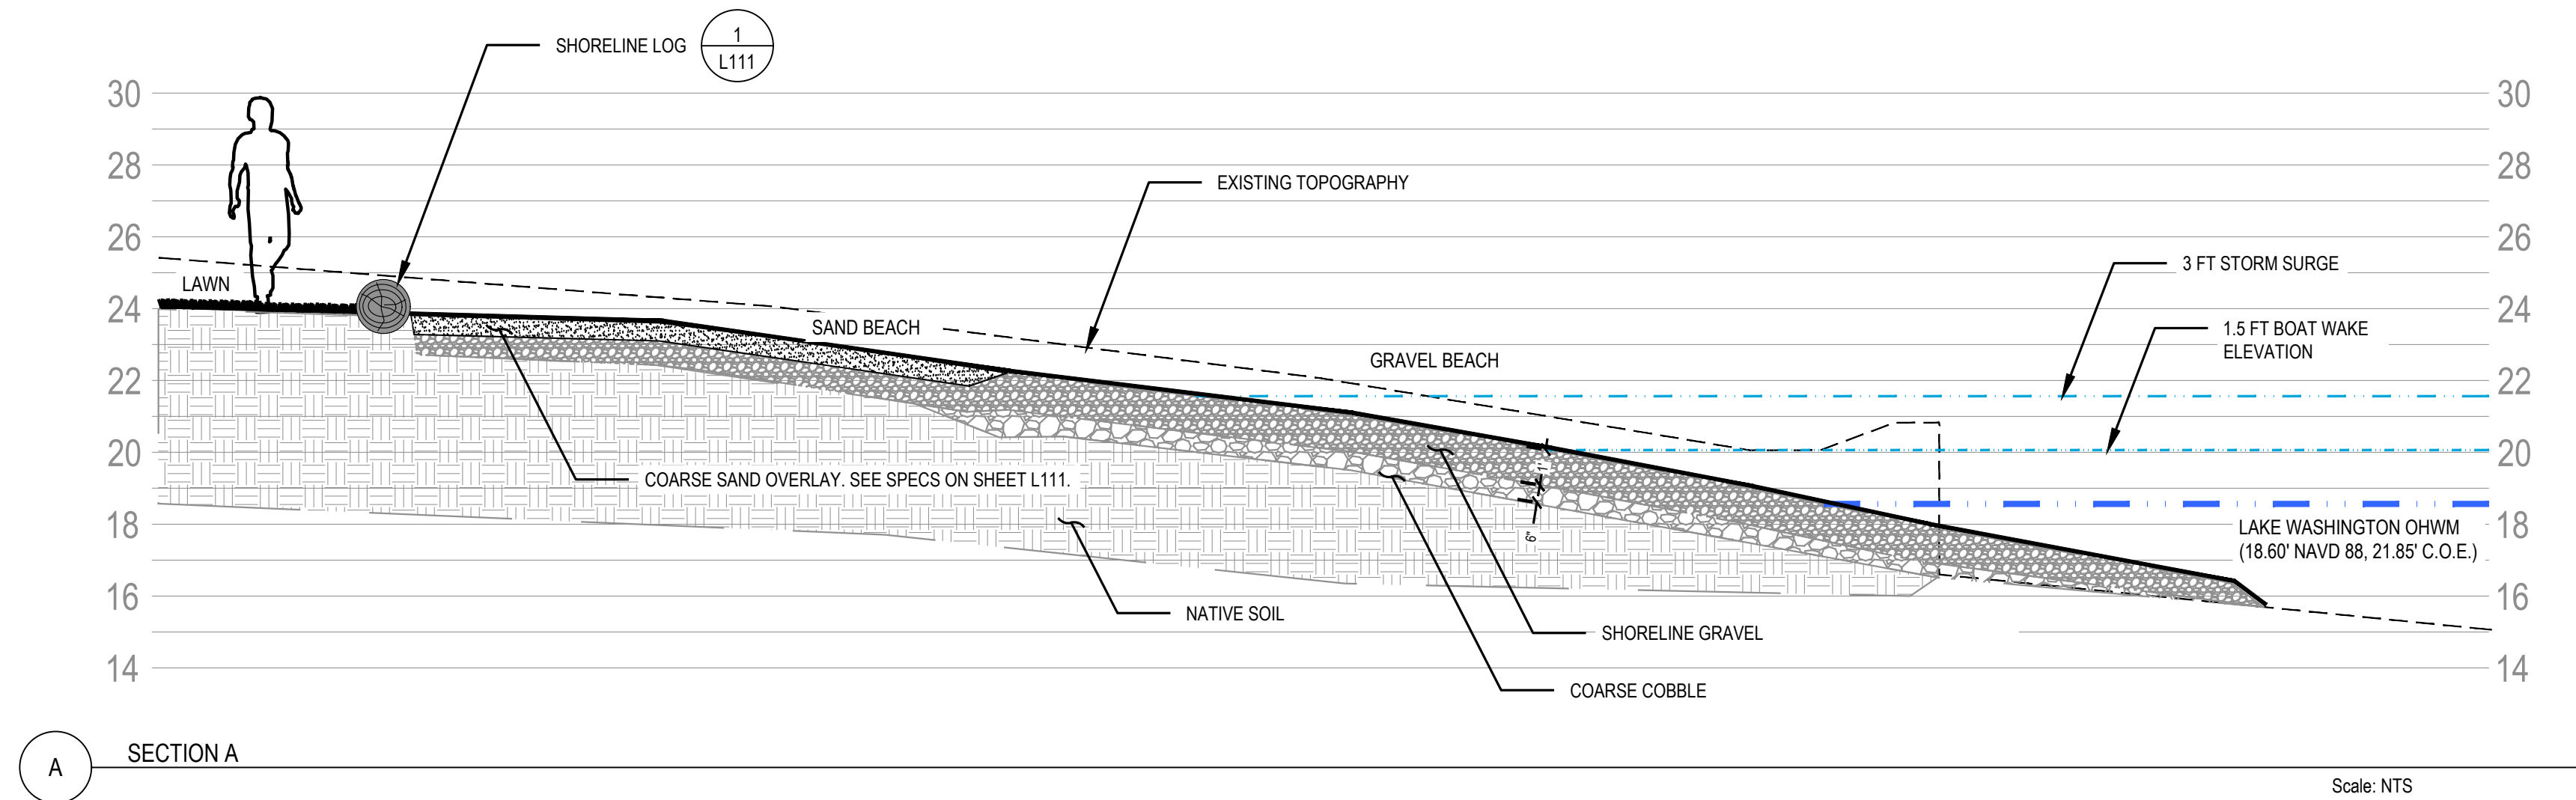 SHORELINE LOG
1
L111
30
30
28
28
EXISTING TOPOGRAPHY
26
26
3 FT STORM SURGE
LAWN
24
24
SAND BEACH
1.5 FT BOAT WAKE
ELEVATION
GRAVEL BEACH
22
22
20
20
1'
COARSE SAND OVERLAY. SEE SPECS ON SHEET L111.
6"
18
18
LAKE WASHINGTON OHWM
(18.60' NAVD 88, 21.85' C.O.E.)
16
16
NATIVE SOIL
SHORELINE GRAVEL
14
14
COARSE COBBLE
A
SECTION A
Scale: NTS